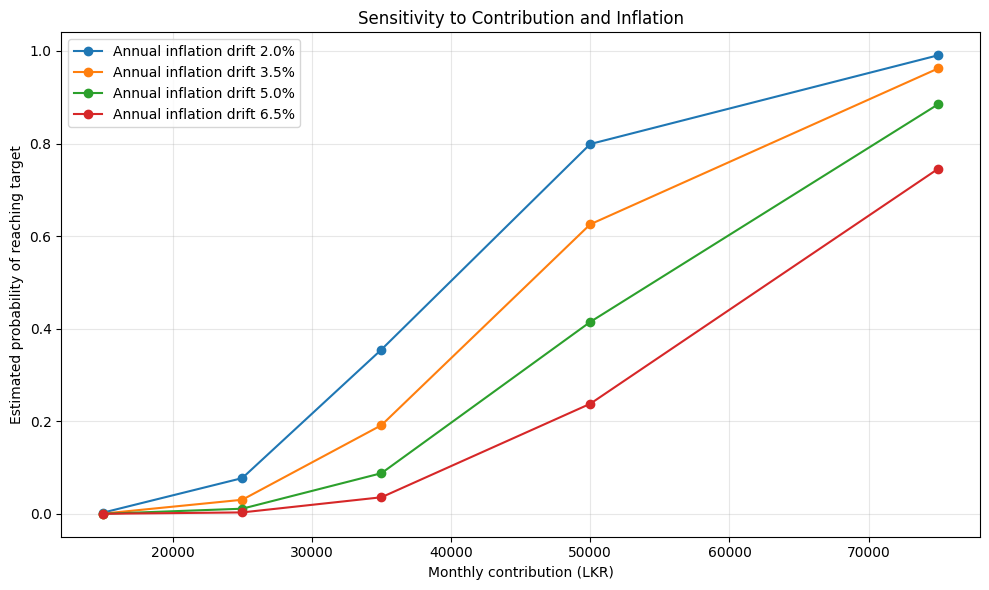 Sensitivity to Contribution and Inflation
Annual inflation drift 2.0%
Annual inflation drift 3.5%
Annual inflation drift 5.0%
Annual inflation drift 6.5%
Estimated probability of reaching target
1.0
0.8
0.6
0.4
0.2
0.0
20000 30000 40000 50000 60000 70000
Monthly contribution (LKR)